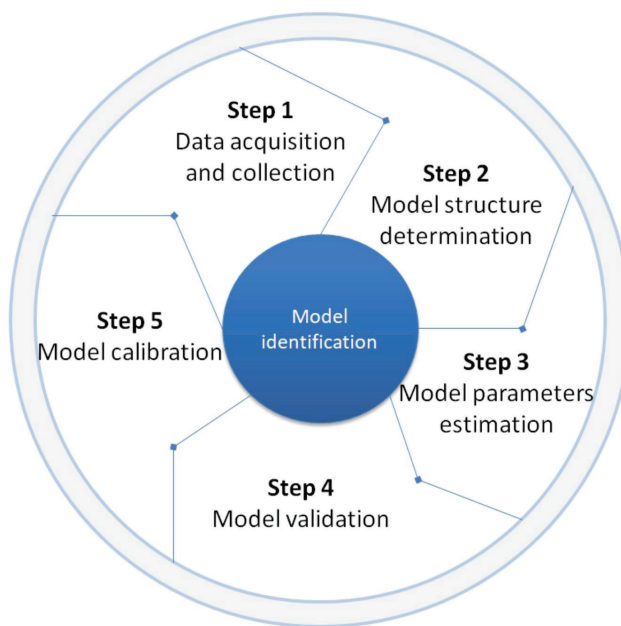 Step 1
Data acquisition
and collection
Step 2
Model structure
determination
Step 3
Model parameters
estimation
Step 4
Model validation
Step 5
Model calibration
Model
identification